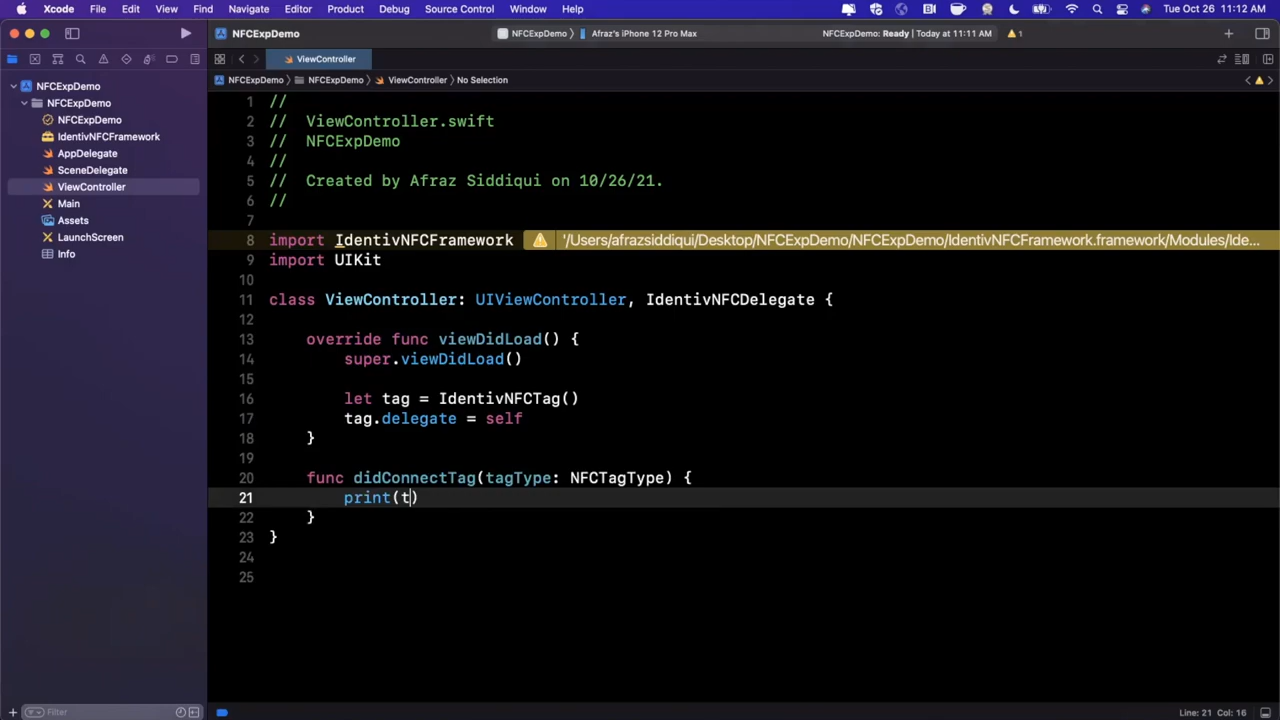 Xcode File Edit View Find Navigate Editor Product Debug Source Control Window Help Tue Oct 26 11:12 AM
NFCExpDemo NFCExpDemo 〉 Afraz's iPhone 12 Pro Max NFCExpDemo: Ready | Today at 11:11 AM 1
ViewController
NFCExpDemo 〉 NFCExpDemo 〉 ViewController 〉 No Selection
NFCExpDemo
NFCExpDemo
NFCExpDemo
IdentivNFCFramework
AppDelegate
SceneDelegate
ViewController
Main
Assets
LaunchScreen
Info
1 //
2 //  ViewController.swift
3 //  NFCExpDemo
4 //
5 //  Created by Afraz Siddiqui on 10/26/21.
6 //
7
8 import IdentivNFCFramework '/Users/afrazsiddiqui/Desktop/NFCExpDemo/NFCExpDemo/IdentivNFCFramework.framework/Modules/Ide...
9 import UIKit
10
11 class ViewController: UIViewController, IdentivNFCDelegate {
12
13     override func viewDidLoad() {
14         super.viewDidLoad()
15
16         let tag = IdentivNFCTag()
17         tag.delegate = self
18     }
19
20     func didConnectTag(tagType: NFCTagType) {
21         print(t)
22     }
23 }
24
25
Filter
Line: 21 Col: 16